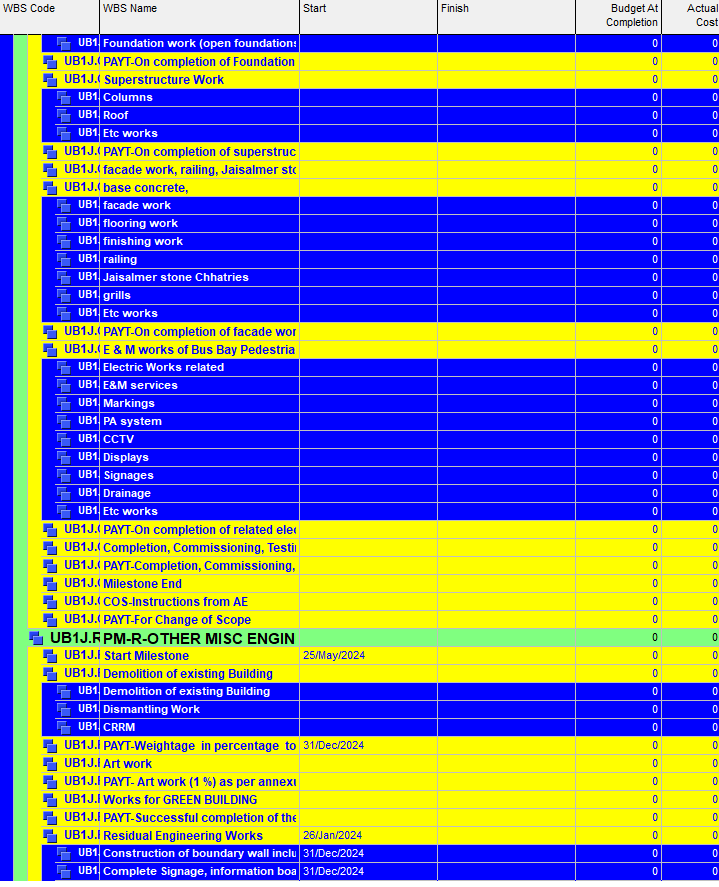 WBS Code WBS Name Start Finish Budget At Completion Actual Cost
UB1. Foundation work (open foundations 0 0
UB1J.( PAYT-On completion of Foundation 0 0
UB1J.( Superstructure Work 0 0
UB1. Columns 0 0
UB1. Roof 0 0
UB1. Etc works 0 0
UB1J.( PAYT-On completion of superstruc 0 0
UB1J.( facade work, railing, Jaisalmer sto 0 0
UB1J.( base concrete, 0 0
UB1. facade work 0 0
UB1. flooring work 0 0
UB1. finishing work 0 0
UB1. railing 0 0
UB1. Jaisalmer stone Chhatries 0 0
UB1. grills 0 0
UB1. Etc works 0 0
UB1J.( PAYT-On completion of facade wor 0 0
UB1J.( E & M works of Bus Bay Pedestria 0 0
UB1. Electric Works related 0 0
UB1. E&M services 0 0
UB1. Markings 0 0
UB1. PA system 0 0
UB1. CCTV 0 0
UB1. Displays 0 0
UB1. Signages 0 0
UB1. Drainage 0 0
UB1. Etc works 0 0
UB1J.( PAYT-On completion of related elec 0 0
UB1J.( Completion, Commissioning, Testi 0 0
UB1J.( PAYT-Completion, Commissioning, 0 0
UB1J.( Milestone End 0 0
UB1J.( COS-Instructions from AE 0 0
UB1J.( PAYT-For Change of Scope 0 0
UB1J.R PM-R-OTHER MISC ENGIN 0 0
UB1J.R Start Milestone 25/May/2024 0 0
UB1J.R Demolition of existing Building 0 0
UB1. Demolition of existing Building 0 0
UB1. Dismantling Work 0 0
UB1. CRRM 0 0
UB1J.R PAYT-Weightage in percentage to 31/Dec/2024 0 0
UB1J.R Art work 0 0
UB1J.R PAYT- Art work (1 %) as per annexu 0 0
UB1J.R Works for GREEN BUILDING 0 0
UB1J.R PAYT-Successful completion of the 0 0
UB1J.R Residual Engineering Works 26/Jan/2024 0 0
UB1. Construction of boundary wall inclu 31/Dec/2024 0 0
UB1. Complete Signage, information boa 31/Dec/2024 0 0